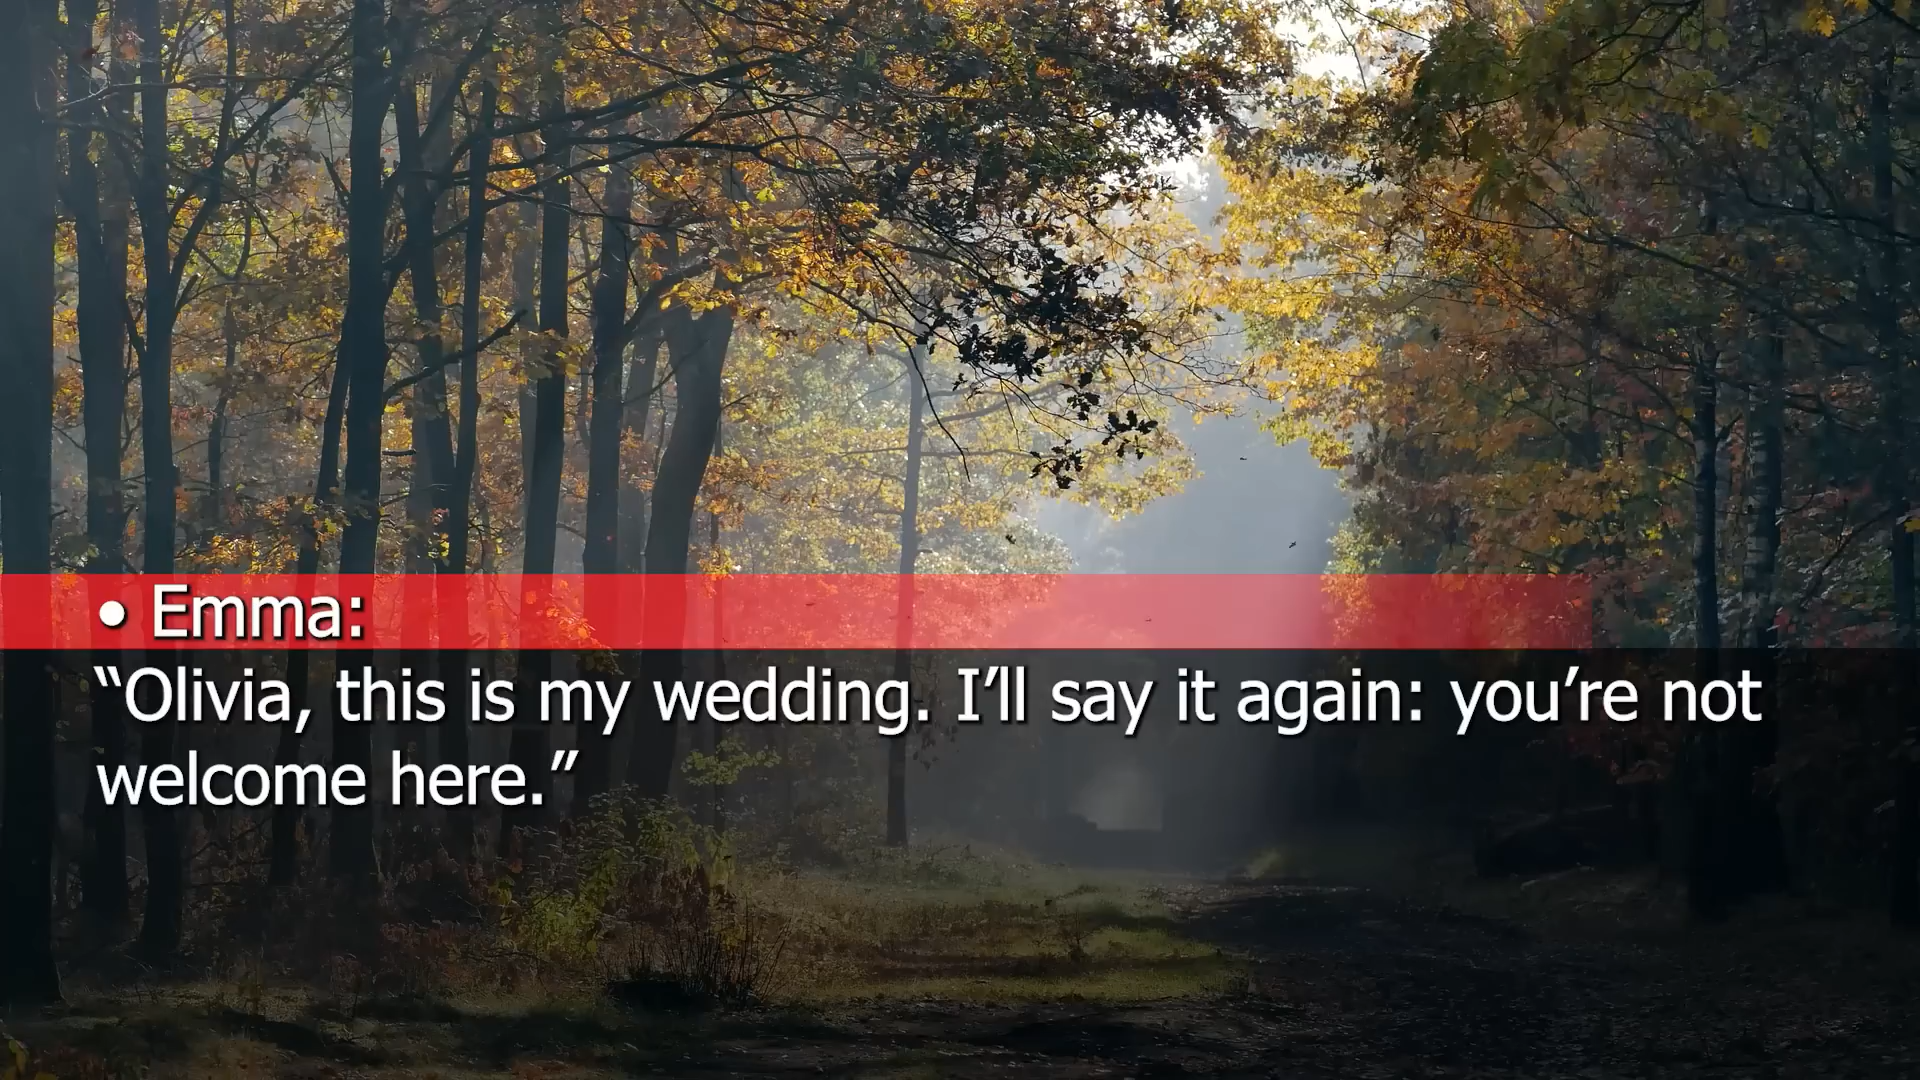 • Emma:
“Olivia, this is my wedding. I’ll say it again: you’re not
welcome here.”